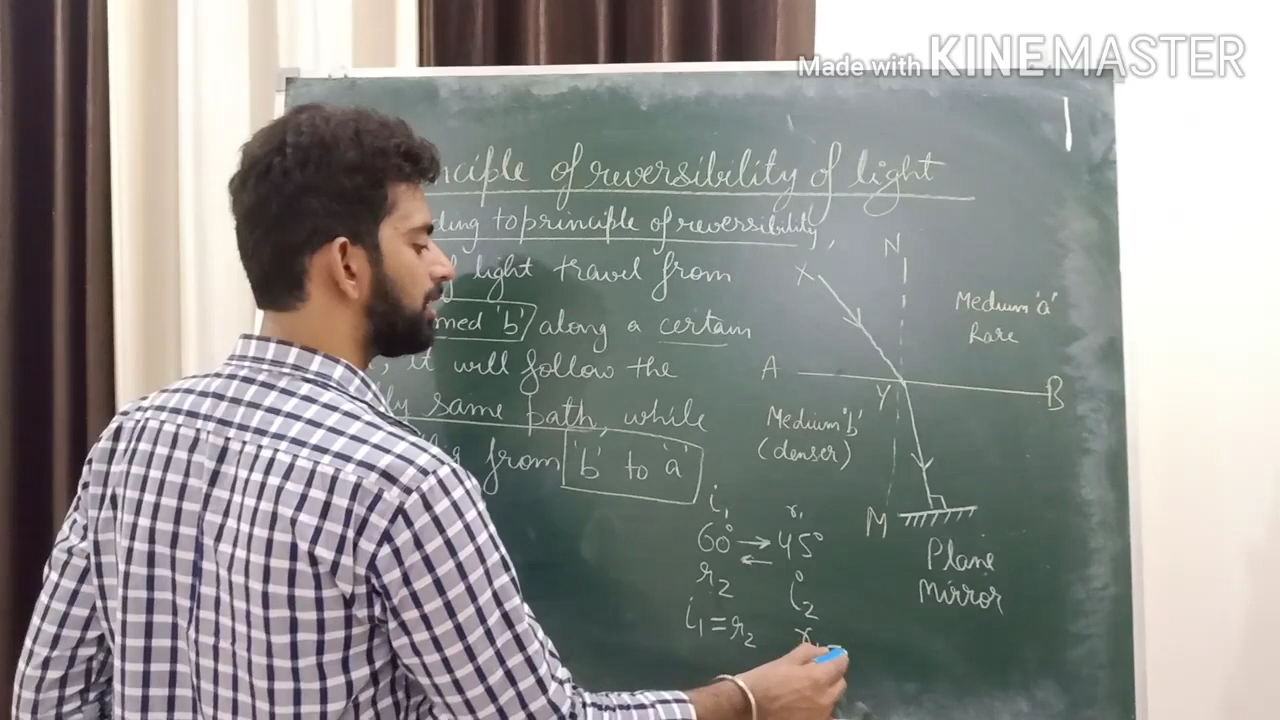 Made with KINEMASTER
nciple of reversibility of light
ding to principle of reversibility,
light travel from
med 'b' along a certain
, it will follow the
same path, while
from 'b' to 'a'
N
X
Medium 'a'
Rare
A
B
Y
Medium 'b'
(denser)
M
Plane
Mirror
i₁ r₁
60° → 45°
←
r₂ i₂
i₁ = r₂ r₁